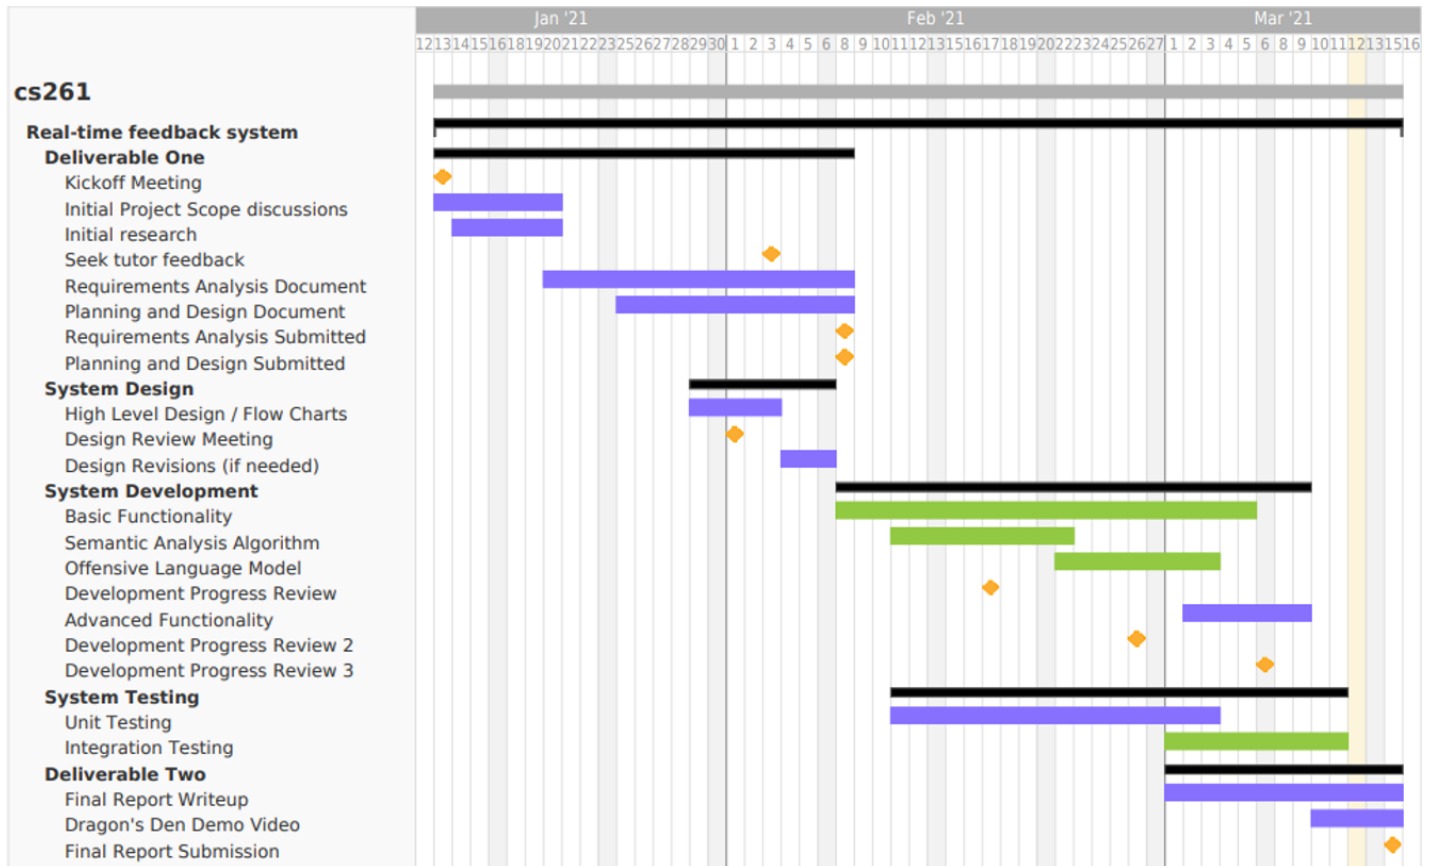 Jan '21 Feb '21 Mar '21
12 13 14 15 16 18 19 20 21 22 23 25 26 27 28 29 30 1 2 3 4 5 6 8 9 10 11 12 13 15 16 17 18 19 20 22 23 24 25 26 27 1 2 3 4 5 6 8 9 10 11 12 13 15 16
cs261
Real-time feedback system
Deliverable One
Kickoff Meeting
Initial Project Scope discussions
Initial research
Seek tutor feedback
Requirements Analysis Document
Planning and Design Document
Requirements Analysis Submitted
Planning and Design Submitted
System Design
High Level Design / Flow Charts
Design Review Meeting
Design Revisions (if needed)
System Development
Basic Functionality
Semantic Analysis Algorithm
Offensive Language Model
Development Progress Review
Advanced Functionality
Development Progress Review 2
Development Progress Review 3
System Testing
Unit Testing
Integration Testing
Deliverable Two
Final Report Writeup
Dragon's Den Demo Video
Final Report Submission